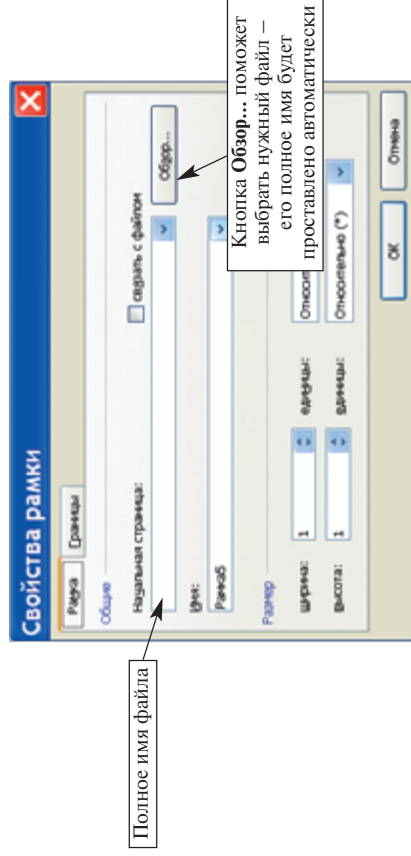 Полное имя файла
Свойства рамки
Рамка Границы
Общие
Начальная страница:
связать с файлом
Обзор...
Имя:
Рамка5
Кнопка Обзор... поможет
выбрать нужный файл –
его полное имя будет
проставлено автоматически
Размер
ширина: 1 единицы:
высота: 1 единицы: Относительно (*)
ОК Отмена